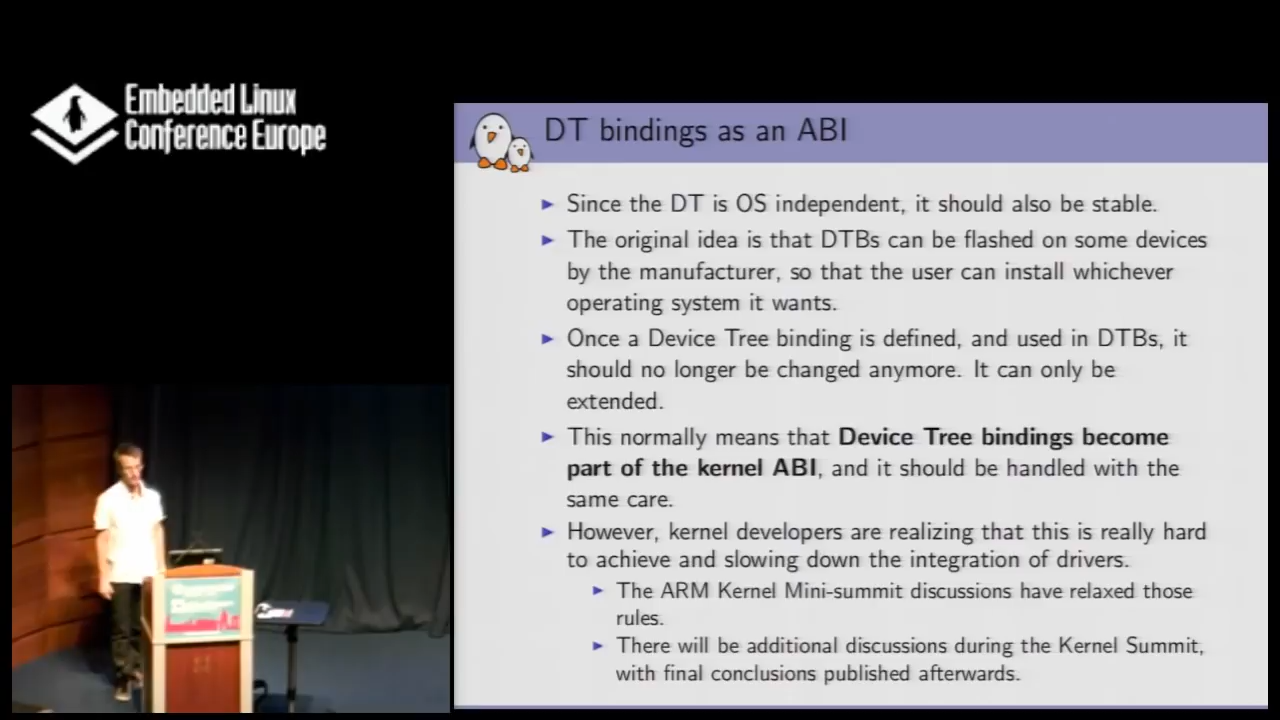 Embedded Linux
Conference Europe
DT bindings as an ABI
Since the DT is OS independent, it should also be stable.
The original idea is that DTBs can be flashed on some devices
by the manufacturer, so that the user can install whichever
operating system it wants.
Once a Device Tree binding is defined, and used in DTBs, it
should no longer be changed anymore. It can only be
extended.
This normally means that Device Tree bindings become
part of the kernel ABI, and it should be handled with the
same care.
However, kernel developers are realizing that this is really hard
to achieve and slowing down the integration of drivers.
The ARM Kernel Mini-summit discussions have relaxed those
rules.
There will be additional discussions during the Kernel Summit,
with final conclusions published afterwards.